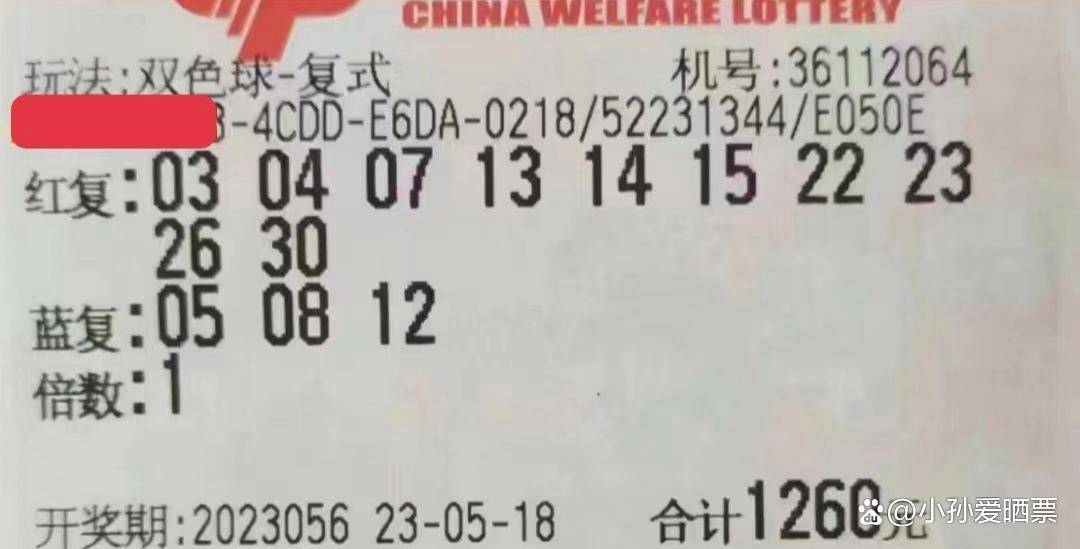 CHINA WELFARE LOTTERY
玩法:双色球-复式 机号:36112064
3-4CDD-E6DA-0218/52231344/E050E
红复:03 04 07 13 14 15 22 23
26 30
蓝复:05 08 12
倍数:1
开奖期:2023056 23-05-18 合计1260元
@小孙爱晒票